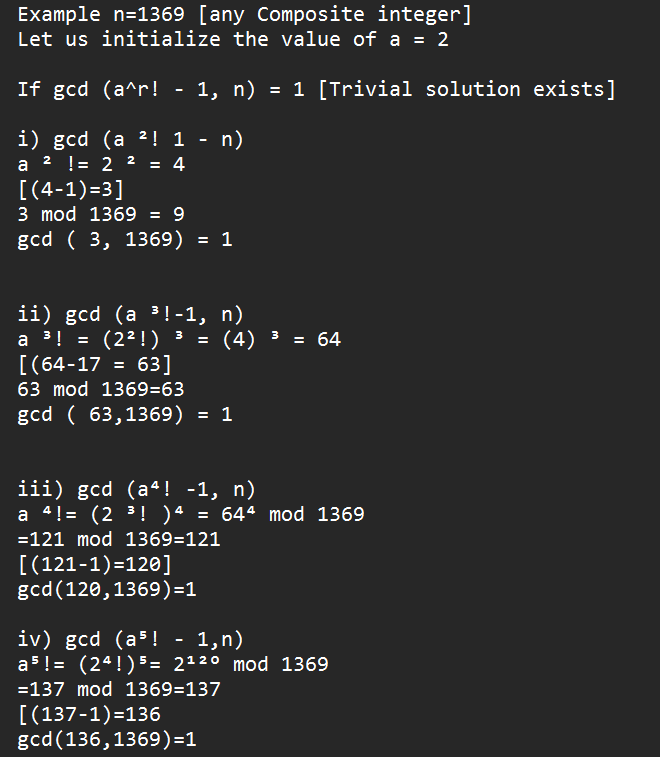 Example n=1369 [any Composite integer]
Let us initialize the value of a = 2
If gcd (a^r! - 1, n) = 1 [Trivial solution exists]
i) gcd (a ²! 1 - n)
a ² != 2 ² = 4
[(4-1)=3]
3 mod 1369 = 9
gcd ( 3, 1369) = 1
ii) gcd (a ³!-1, n)
a ³! = (2²!) ³ = (4) ³ = 64
[(64-17 = 63]
63 mod 1369=63
gcd ( 63,1369) = 1
iii) gcd (a⁴! -1, n)
a ⁴!= (2 ³! )⁴ = 64⁴ mod 1369
=121 mod 1369=121
[(121-1)=120]
gcd(120,1369)=1
iv) gcd (a⁵! - 1,n)
a⁵!= (2⁴!)⁵= 2¹²⁰ mod 1369
=137 mod 1369=137
[(137-1)=136
gcd(136,1369)=1